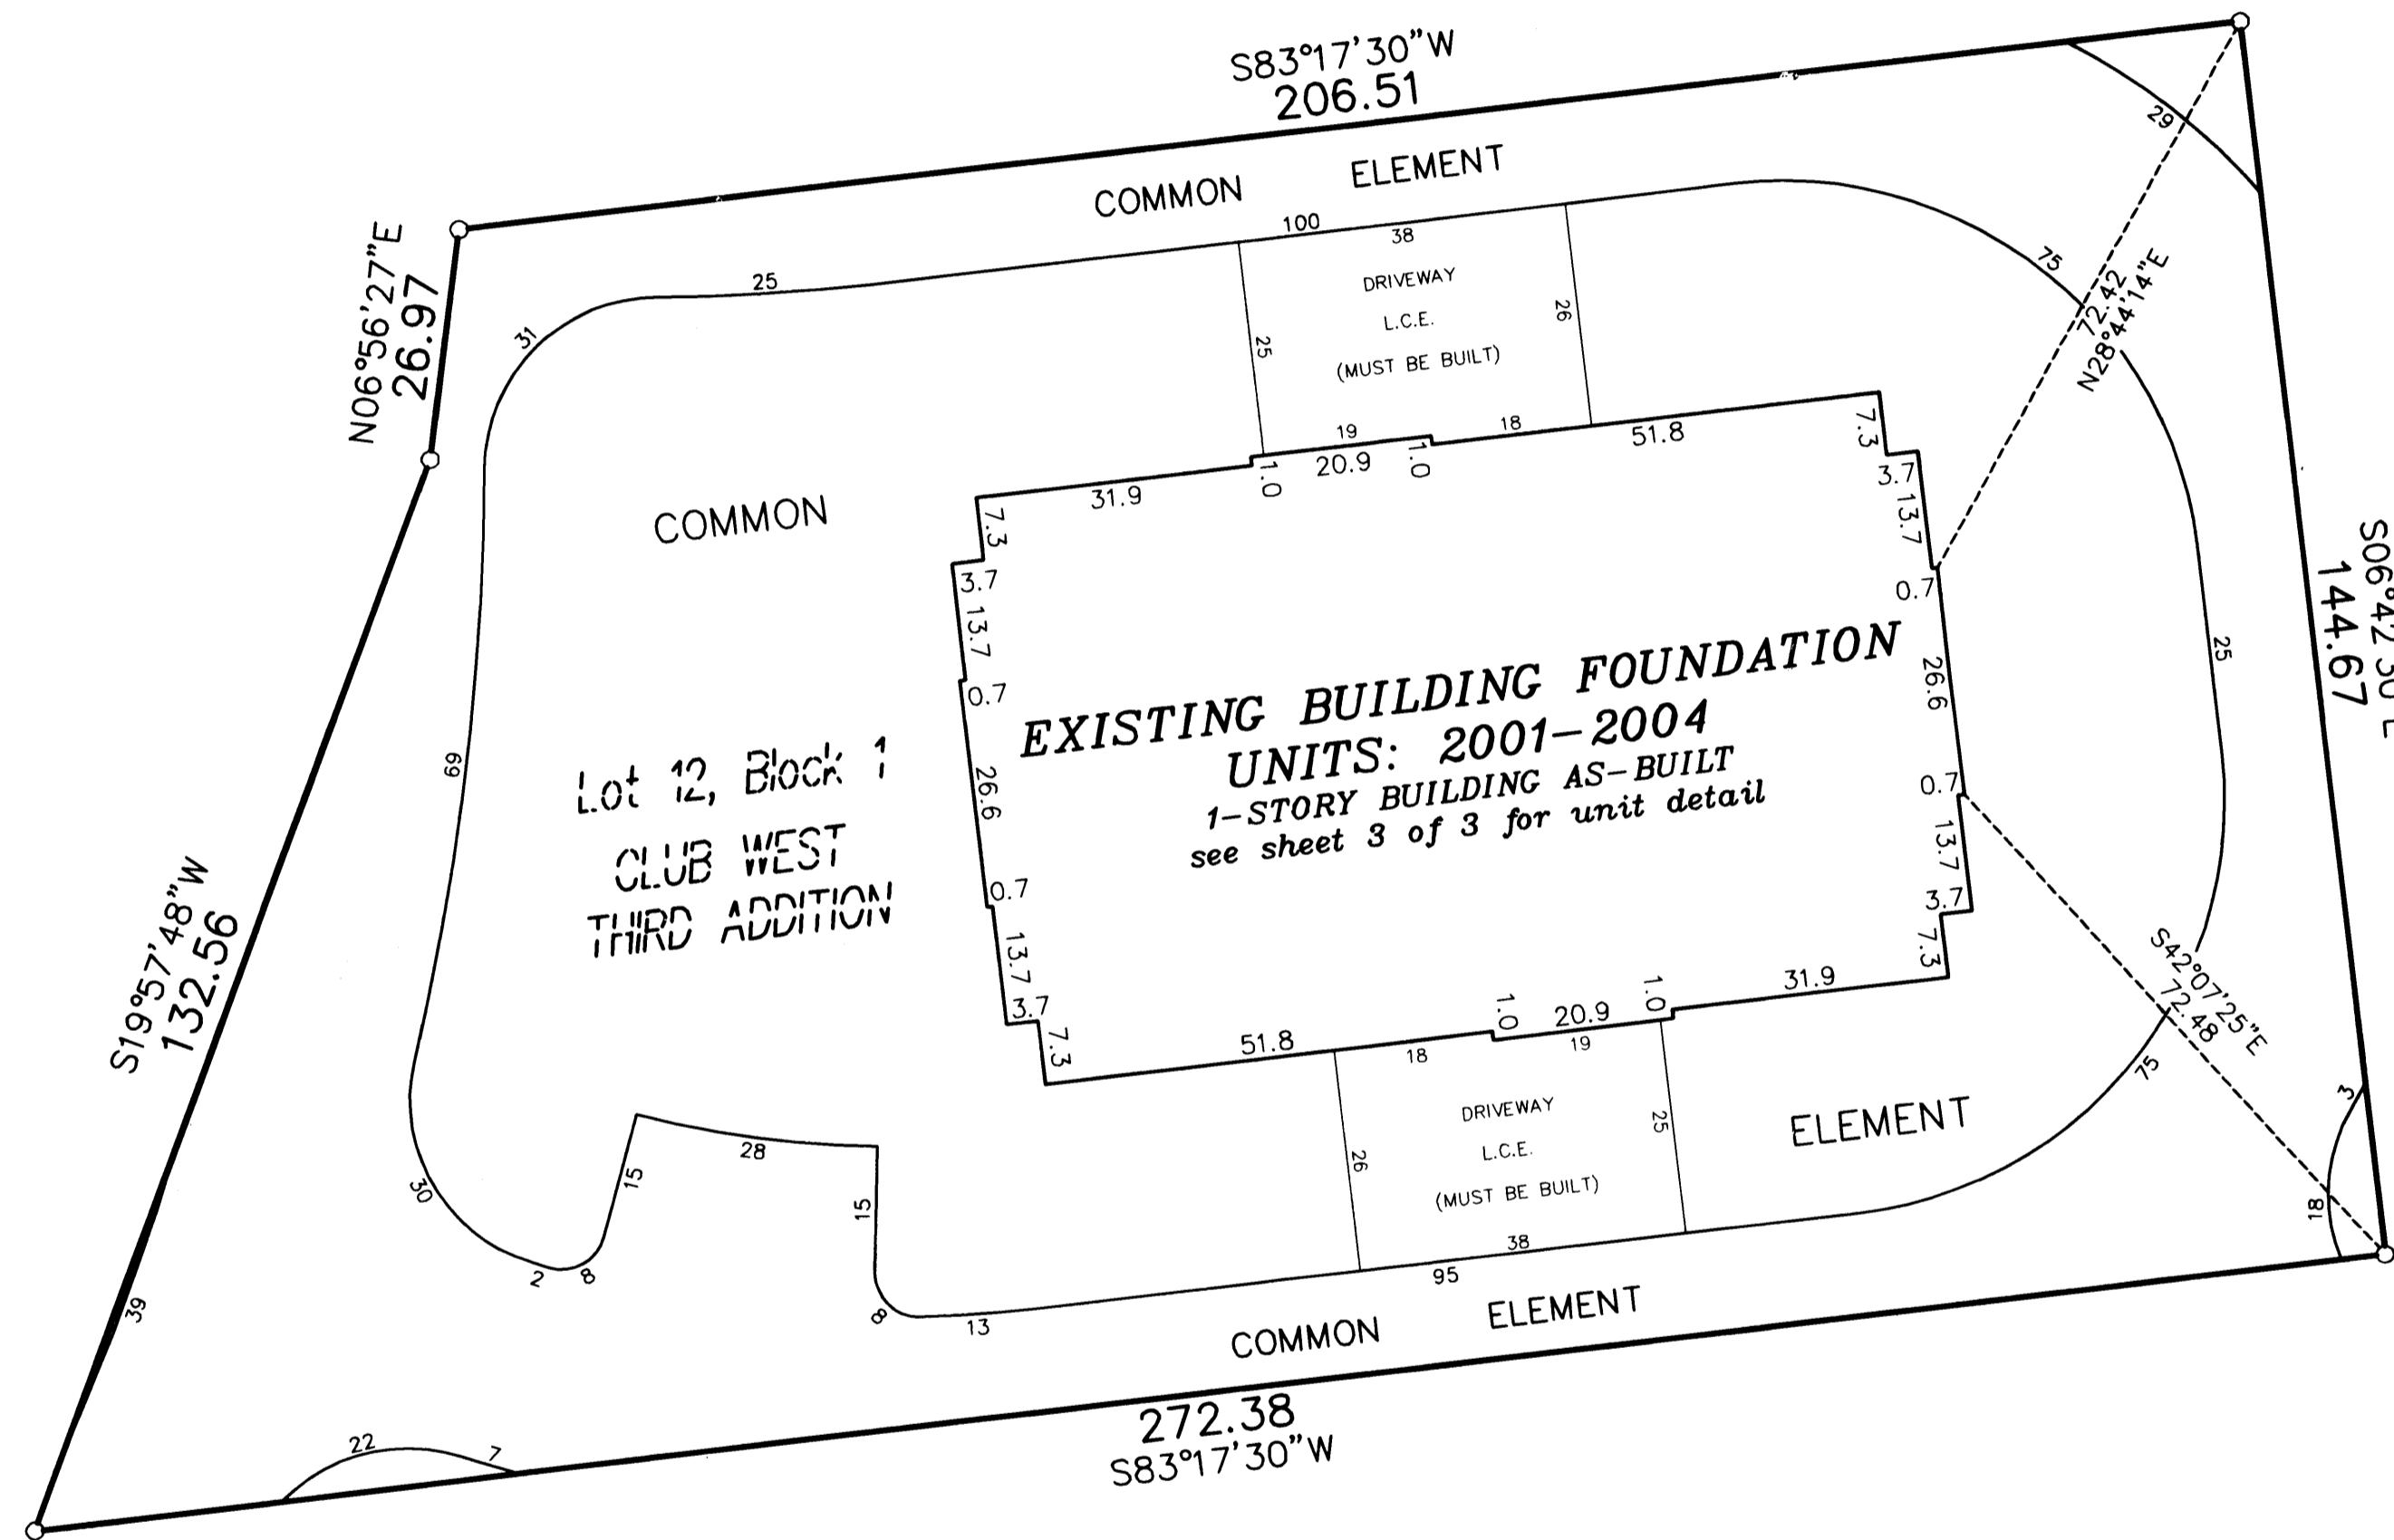 S83°17'30"W
206.51
COMMON ELEMENT
29
100
38
25
31
N06°56'27"E
26.97
DRIVEWAY
L.C.E.
(MUST BE BUILT)
25
26
75
72.42
N28°44'14"E
19
18
51.8
7.3
31.9
1.0
20.9
1.0
3.7
13.7
7.3
3.7
13.7
0.7
0.7
COMMON
26.6
26.6
25
144.67
EXISTING BUILDING FOUNDATION
UNITS: 2001-2004
1-STORY BUILDING AS-BUILT
see sheet 3 of 3 for unit detail
Lot 12, Block 1
CLUB WEST
THIRD ADDITION
69
0.7
13.7
3.7
7.3
0.7
13.7
3.7
7.3
S19°57'48"W
132.56
51.8
18
1.0
20.9
19
1.0
31.9
S42°07'25"E
72.48
75
DRIVEWAY
L.C.E.
(MUST BE BUILT)
26
25
38
ELEMENT
3
18
28
15
15
30
2
8
8
13
95
39
COMMON ELEMENT
22
7
272.38
S83°17'30"W